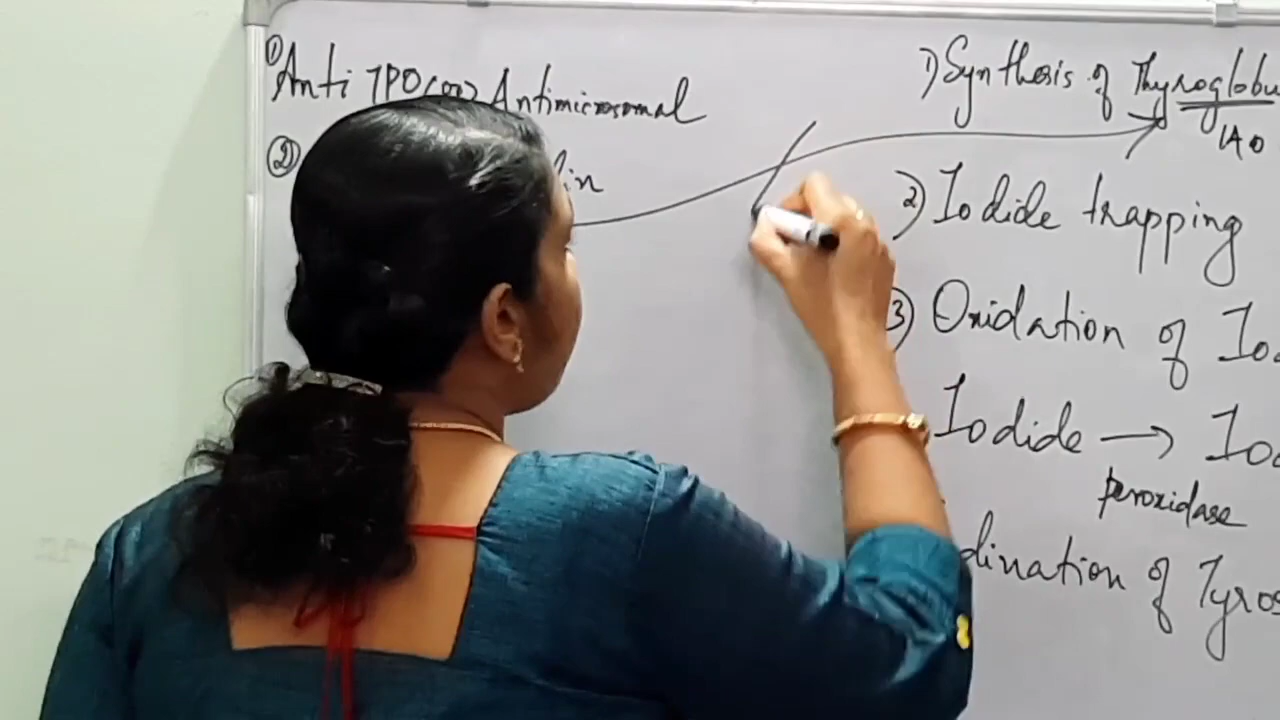 1) Anti TPO (or) Antimicrosomal
2)
1) Synthesis of Thyroglobu
2) Iodide trapping
3) Oxidation of Io
Iodide → Io
peroxidase
dination of Tyros